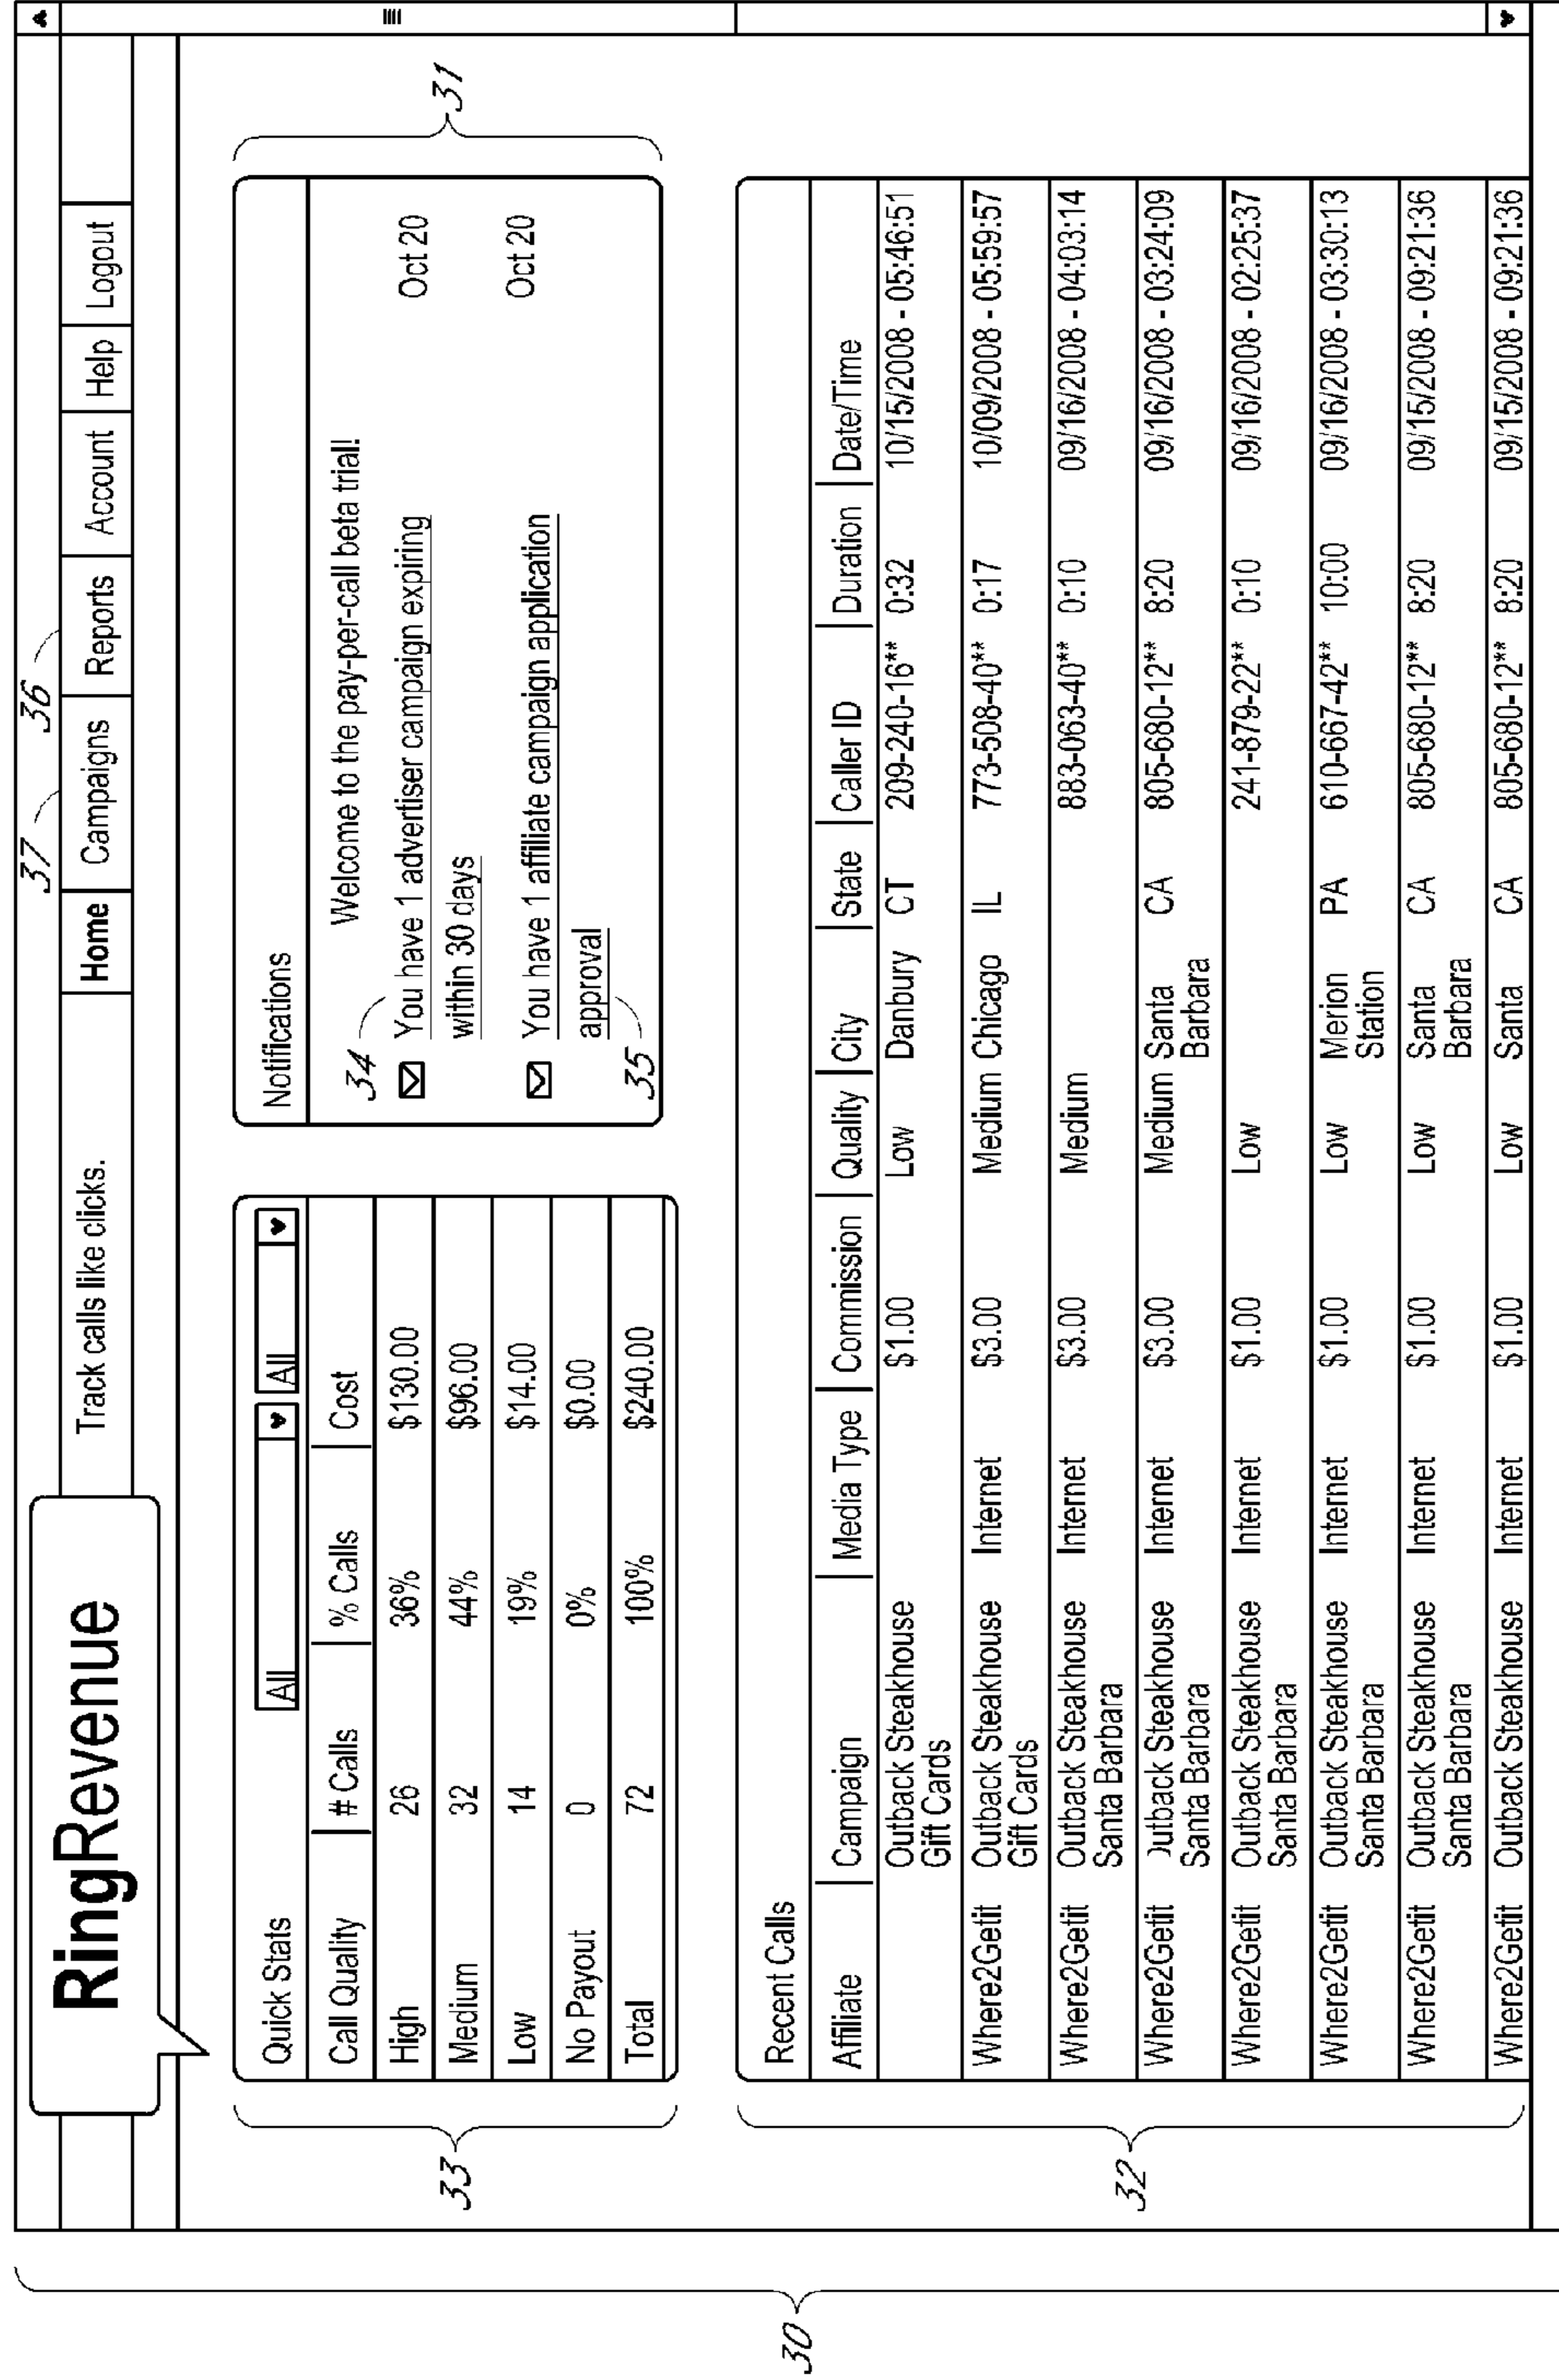 RingRevenue
Track calls like clicks.
Home Campaigns Reports Account Help Logout
37 36
Quick Stats All All
Call Quality # Calls % Calls Cost
High 26 36% $130.00
Medium 32 44% $96.00
Low 14 19% $14.00
No Payout 0 0% $0.00
Total 72 100% $240.00
33
Notifications
Welcome to the pay-per-call beta trial!
34
You have 1 advertiser campaign expiring Oct 20
within 30 days
You have 1 affiliate campaign application Oct 20
approval
35
31
Recent Calls
Affiliate Campaign Media Type Commission Quality City State Caller ID Duration Date/Time
Outback Steakhouse $1.00 Low Danbury CT 209-240-16** 0:32 10/15/2008 - 05:46:51
Gift Cards
Where2Getit Outback Steakhouse Internet $3.00 Medium Chicago IL 773-508-40** 0:17 10/09/2008 - 05:59:57
Gift Cards
Where2Getit Outback Steakhouse Internet $3.00 Medium 883-063-40** 0:10 09/16/2008 - 04:03:14
Santa Barbara
Where2Getit Outback Steakhouse Internet $3.00 Medium Santa CA 805-680-12** 8:20 09/16/2008 - 03:24:09
Santa Barbara Barbara
Where2Getit Outback Steakhouse Internet $1.00 Low 241-879-22** 0:10 09/16/2008 - 02:25:37
Santa Barbara
Where2Getit Outback Steakhouse Internet $1.00 Low Merion PA 610-667-42** 10:00 09/16/2008 - 03:30:13
Santa Barbara Station
Where2Getit Outback Steakhouse Internet $1.00 Low Santa CA 805-680-12** 8:20 09/15/2008 - 09:21:36
Santa Barbara Barbara
Where2Getit Outback Steakhouse Internet $1.00 Low Santa CA 805-680-12** 8:20 09/15/2008 - 09:21:36
32
30